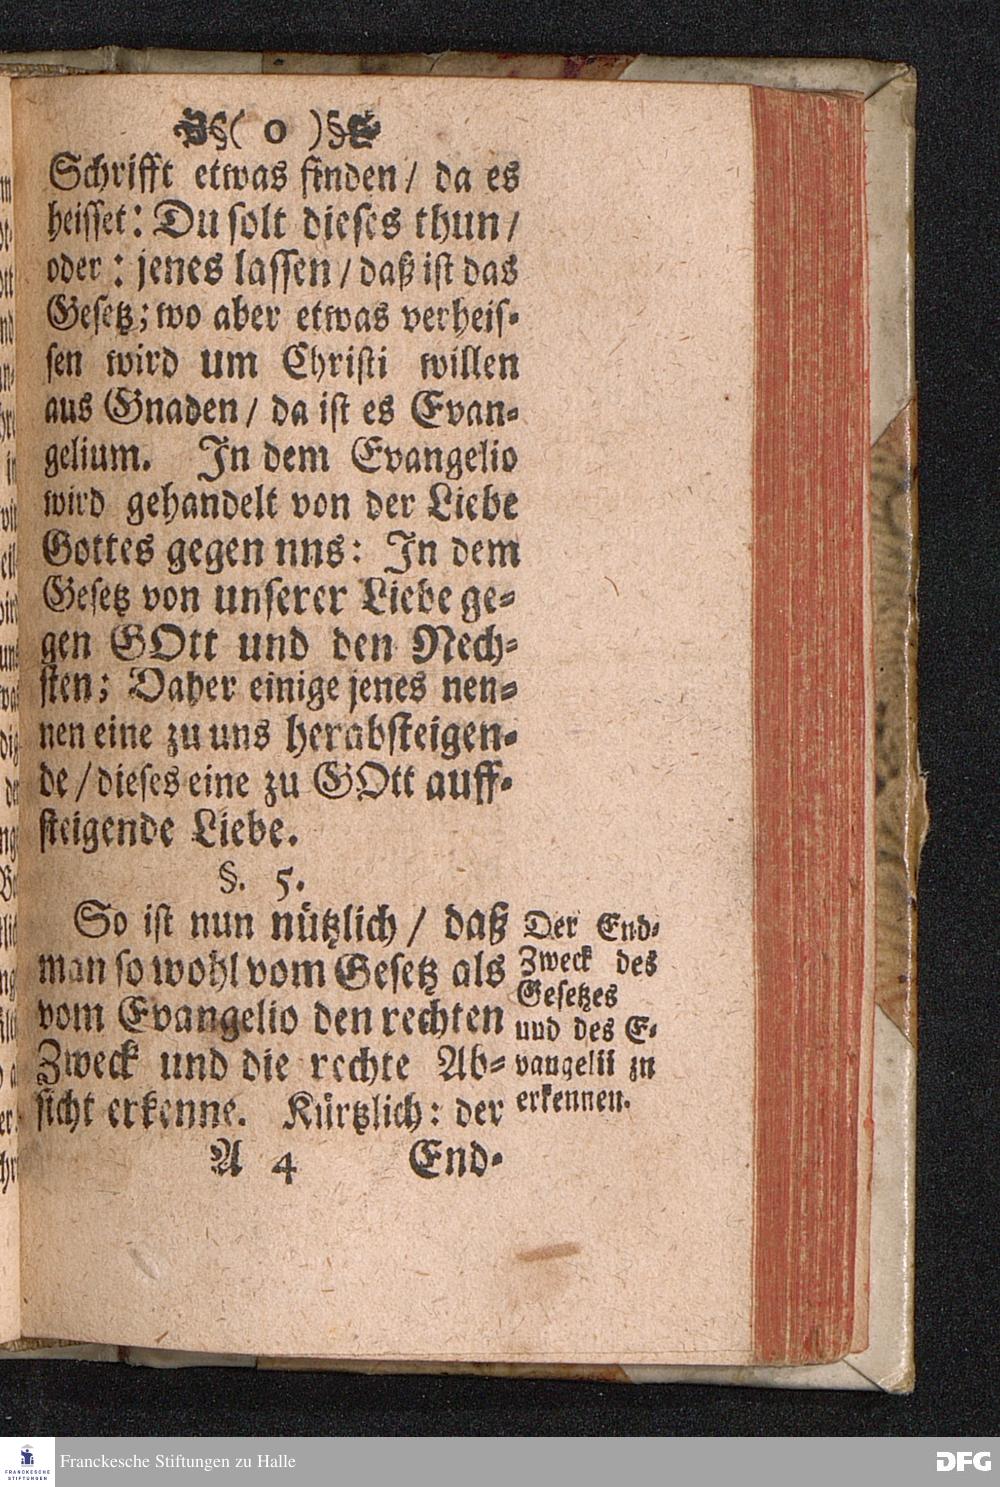 §( 0 )§
Schrifft etwas finden/ da es
heisset: Du solt dieses thun/
oder: jenes lassen/ daß ist das
Gesetz; wo aber etwas verheis-
sen wird um Christi willen
aus Gnaden/ da ist es Evan-
gelium. In dem Evangelio
wird gehandelt von der Liebe
Gottes gegen nns: In dem
Gesetz von unserer Liebe ge-
gen GOtt und den Nech-
sten; Daher einige jenes nen-
nen eine zu uns herabsteigen-
de/ dieses eine zu GOtt auff-
steigende Liebe.
§. 5.
So ist nun nützlich/ daß
man so wohl vom Gesetz als
vom Evangelio den rechten
Zweck und die rechte Ab-
sicht erkenne. Kürtzlich: der
Der End-
Zweck des
Gesetzes
und des E-
vangelii zu
erkennen.
A 4 End-
Franckesche Stiftungen zu Halle
FRANCKESCHE
STIFTUNGEN
DFG